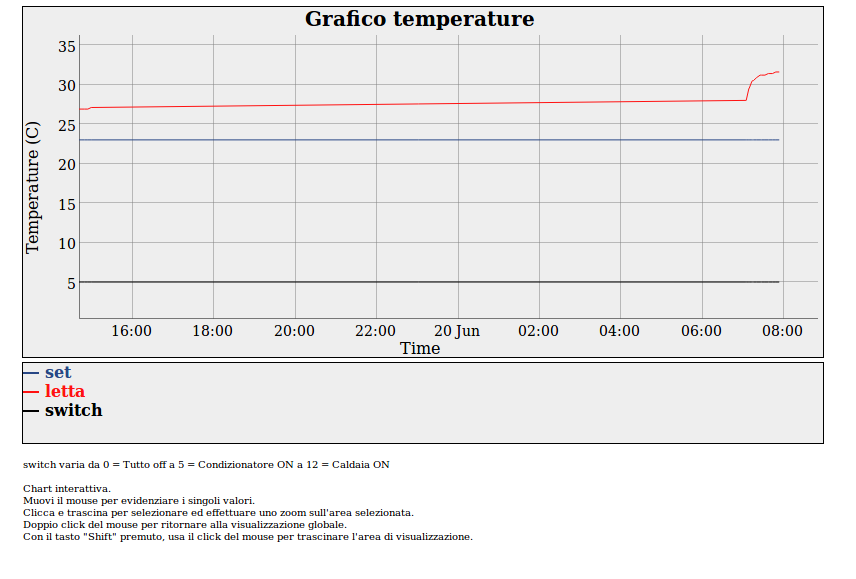 Grafico temperature
Temperature (C)
35
30
25
20
15
10
5
16:00 18:00 20:00 22:00 20 Jun 02:00 04:00 06:00 08:00
Time
set
letta
switch
switch varia da 0 = Tutto off a 5 = Condizionatore ON a 12 = Caldaia ON
Chart interattiva.
Muovi il mouse per evidenziare i singoli valori.
Clicca e trascina per selezionare ed effettuare uno zoom sull'area selezionata.
Doppio click del mouse per ritornare alla visualizzazione globale.
Con il tasto "Shift" premuto, usa il click del mouse per trascinare l'area di visualizzazione.